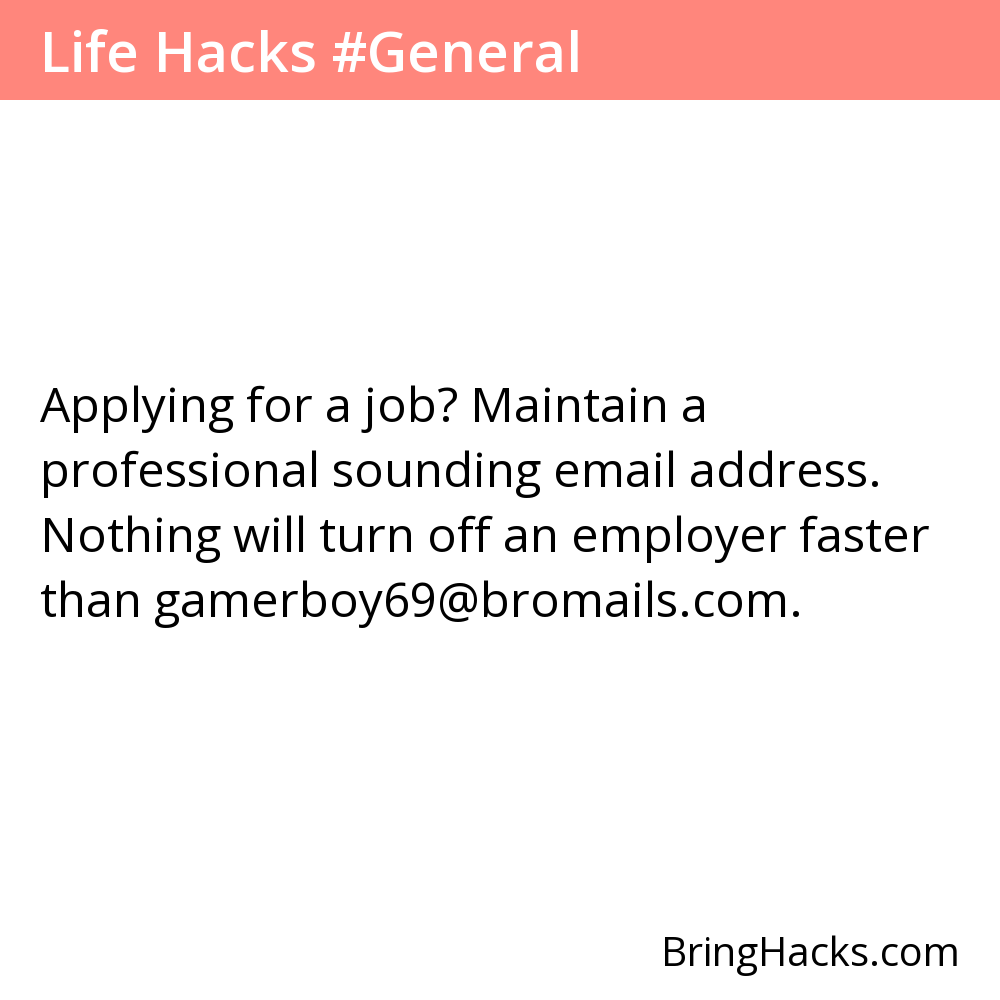 Life Hacks #General
Applying for a job? Maintain a
professional sounding email address.
Nothing will turn off an employer faster
than gamerboy69@bromails.com.
BringHacks.com